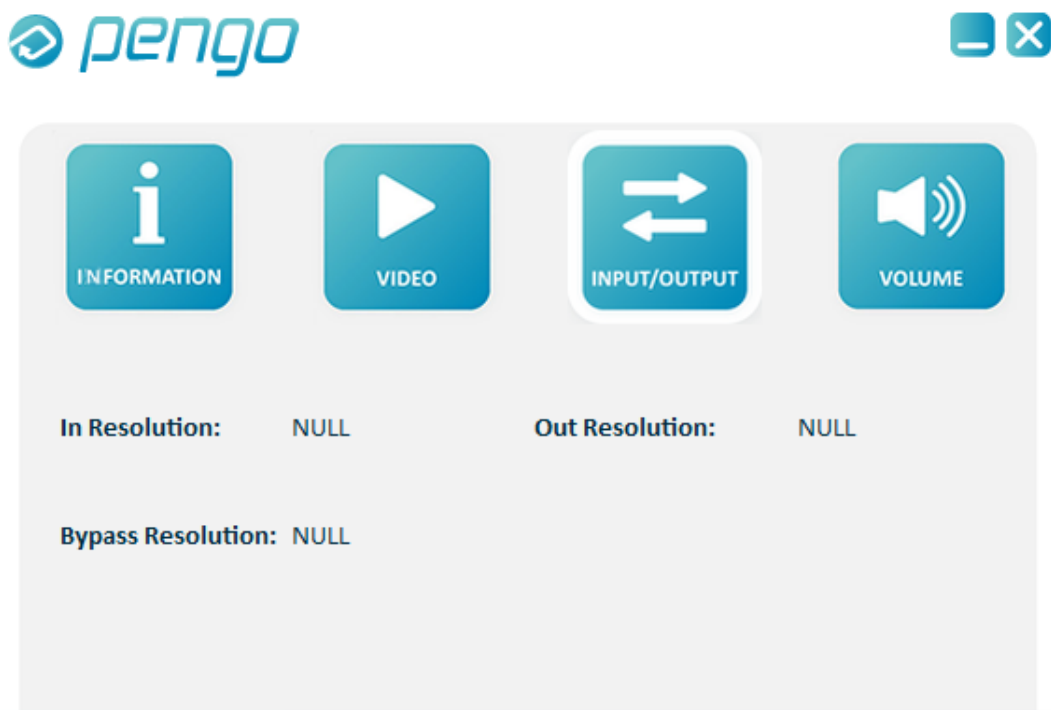 pengo
INFORMATION
VIDEO
INPUT/OUTPUT
VOLUME
In Resolution: NULL
Out Resolution: NULL
Bypass Resolution: NULL